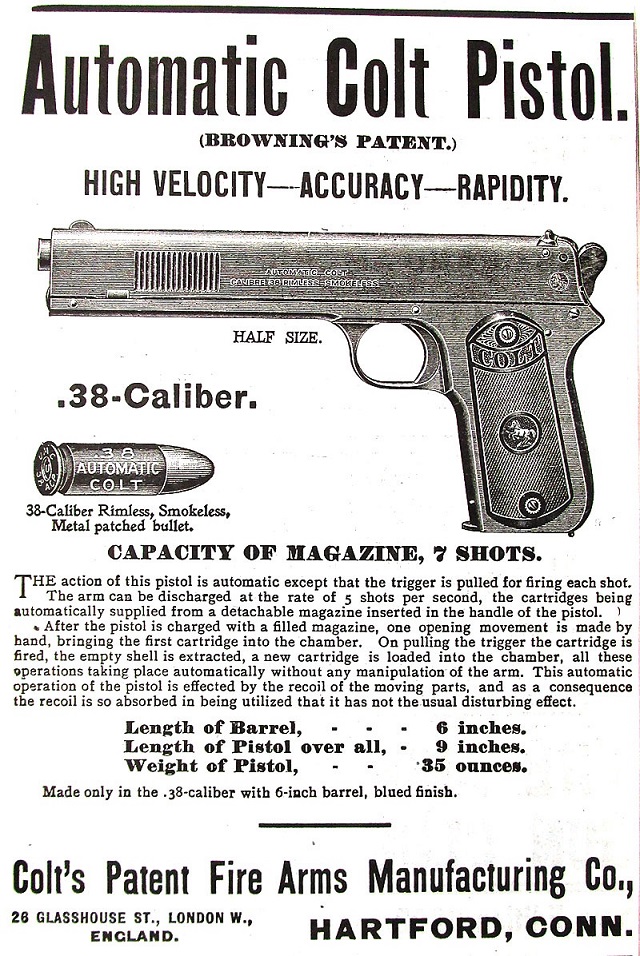 Automatic Colt Pistol.
(BROWNING'S PATENT.)
HIGH VELOCITY—ACCURACY—RAPIDITY.
AUTOMATIC COLT
CALIBRE 38 RIMLESS SMOKELESS
HALF SIZE.
COLT
.38-Caliber.
.38
AUTOMATIC
COLT
38-Caliber Rimless, Smokeless,
Metal patched bullet.
CAPACITY OF MAGAZINE, 7 SHOTS.
THE action of this pistol is automatic except that the trigger is pulled for firing each shot.
The arm can be discharged at the rate of 5 shots per second, the cartridges being
automatically supplied from a detachable magazine inserted in the handle of the pistol.
After the pistol is charged with a filled magazine, one opening movement is made by
hand, bringing the first cartridge into the chamber. On pulling the trigger the cartridge is
fired, the empty shell is extracted, a new cartridge is loaded into the chamber, all these
operations taking place automatically without any manipulation of the arm. This automatic
operation of the pistol is effected by the recoil of the moving parts, and as a consequence
the recoil is so absorbed in being utilized that it has not the usual disturbing effect.
Length of Barrel, - - - 6 inches.
Length of Pistol over all, - 9 inches.
Weight of Pistol, - - 35 ounces.
Made only in the .38-caliber with 6-inch barrel, blued finish.
Colt's Patent Fire Arms Manufacturing Co.,
26 GLASSHOUSE ST., LONDON W.,
ENGLAND.
HARTFORD, CONN.